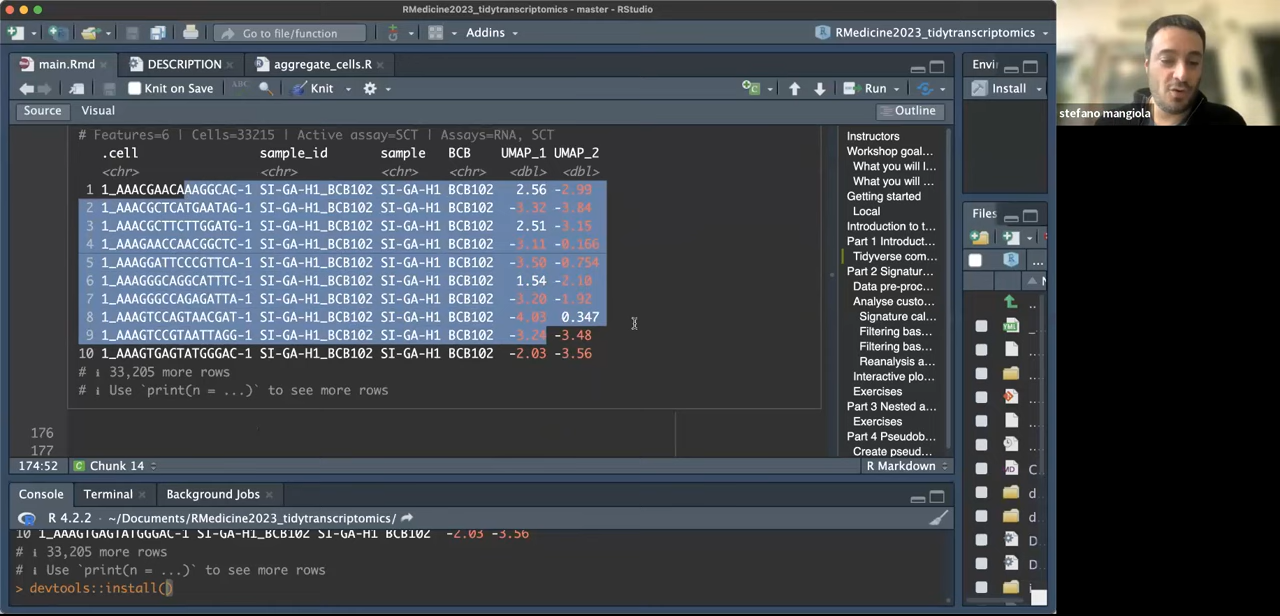 RMedicine2023_tidytranscriptomics - master - RStudio
Go to file/function
Addins
RMedicine2023_tidytranscriptomics
main.Rmd
DESCRIPTION
aggregate_cells.R
Knit on Save
ABC
Knit
Run
Source
Visual
Outline
# Features=6 | Cells=33215 | Active assay=SCT | Assays=RNA, SCT
.cell sample_id sample BCB UMAP_1 UMAP_2
<chr> <chr> <chr> <chr> <dbl> <dbl>
1 1_AAACGAACAAAGGCAC-1 SI-GA-H1_BCB102 SI-GA-H1 BCB102 2.56 -2.99
2 1_AAACGCTCATGAATAG-1 SI-GA-H1_BCB102 SI-GA-H1 BCB102 -3.32 -3.84
3 1_AAACGCTTCTTGGATG-1 SI-GA-H1_BCB102 SI-GA-H1 BCB102 2.51 -3.15
4 1_AAAGAACCAACGGCTC-1 SI-GA-H1_BCB102 SI-GA-H1 BCB102 -3.11 -0.166
5 1_AAAGGATTCCCGTTCA-1 SI-GA-H1_BCB102 SI-GA-H1 BCB102 -3.50 -0.754
6 1_AAAGGGCAGGCATTTC-1 SI-GA-H1_BCB102 SI-GA-H1 BCB102 1.54 -2.10
7 1_AAAGGGCCAGAGATTA-1 SI-GA-H1_BCB102 SI-GA-H1 BCB102 -3.20 -1.92
8 1_AAAGTCCAGTAACGAT-1 SI-GA-H1_BCB102 SI-GA-H1 BCB102 -4.03 0.347
9 1_AAAGTCCGTAATTAGG-1 SI-GA-H1_BCB102 SI-GA-H1 BCB102 -3.24 -3.48
10 1_AAAGTGAGTATGGGAC-1 SI-GA-H1_BCB102 SI-GA-H1 BCB102 -2.03 -3.56
# ℹ 33,205 more rows
# ℹ Use `print(n = ...)` to see more rows
176
177
174:52
Chunk 14
R Markdown
Instructors
Workshop goal...
What you will l...
What you will ...
Getting started
Local
Introduction to t...
Part 1 Introduct...
Tidyverse com...
Part 2 Signatur...
Data pre-proc...
Analyse custo...
Signature cal...
Filtering bas...
Filtering bas...
Reanalysis a...
Interactive plo...
Exercises
Part 3 Nested a...
Exercises
Part 4 Pseudob...
Create pseud...
Console
Terminal
Background Jobs
R 4.2.2 · ~/Documents/RMedicine2023_tidytranscriptomics/
10 1_AAAGTGAGTATGGGAC-1 SI-GA-H1_BCB102 SI-GA-H1 BCB102 -2.03 -3.56
# ℹ 33,205 more rows
# ℹ Use `print(n = ...)` to see more rows
> devtools::install()
Envi
Install
Files
..
C
d
d
D
D
stefano mangiola